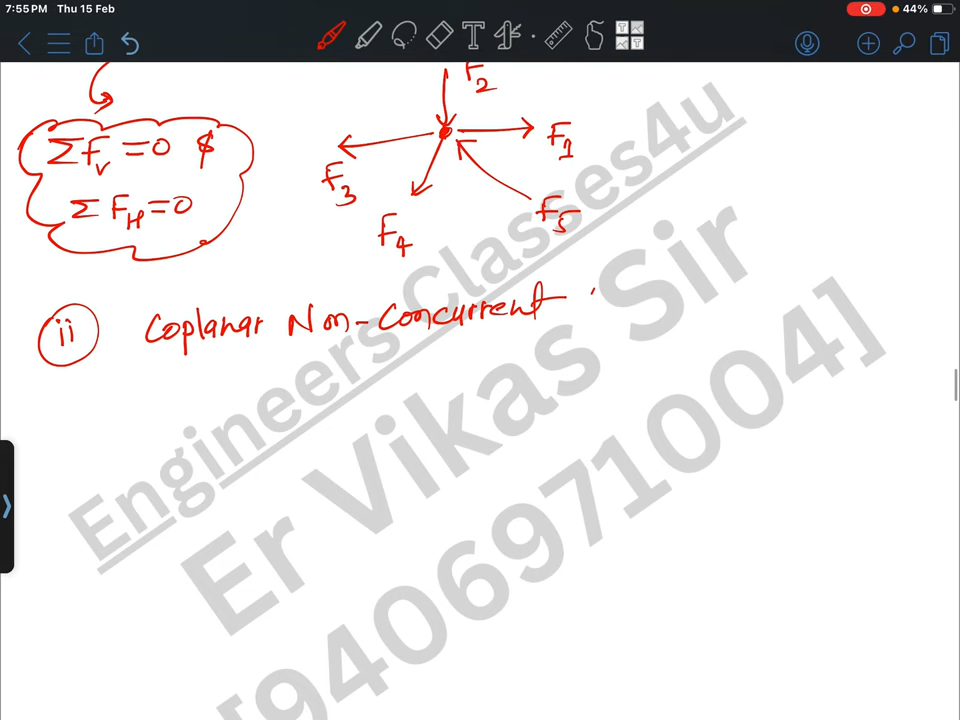 7:55 PM Thu 15 Feb
44%
F2
ΣFv = 0 $
ΣFH = 0
F1
F3
F5
F4
ii Coplanar Non-Concurrent
Engineers Classes4u
Er Vikas Sir
[9406971004]